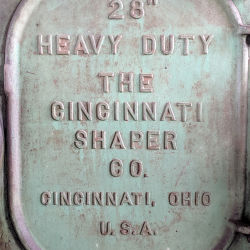 28"
HEAVY DUTY
THE
CINCINNATI
SHAPER
CO.
CINCINNATI, OHIO
U.S.A.